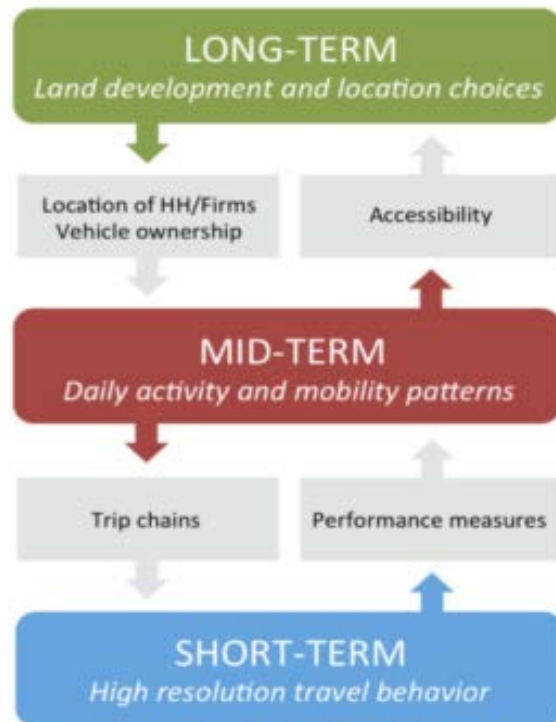 LONG-TERM
Land development and location choices
Location of HH/Firms
Vehicle ownership
Accessibility
MID-TERM
Daily activity and mobility patterns
Trip chains
Performance measures
SHORT-TERM
High resolution travel behavior